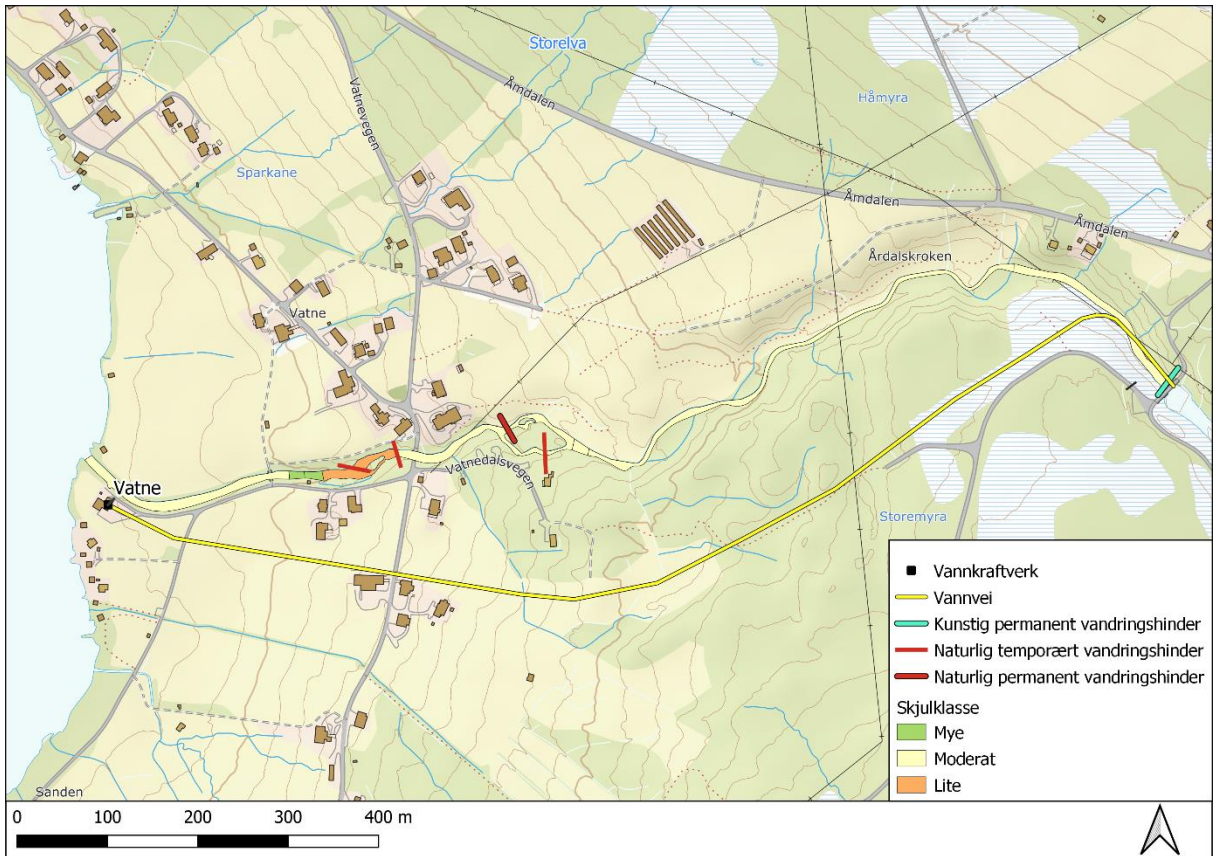 Storelva
Åmdalen
Håmyra
Vatnevegen
Sparkane
Åmdalen
Åmdalen
Årdalskroken
Vatne
Vatnedalsvegen
Vatne
Storemyra
Sanden
Vannkraftverk
Vannvei
Kunstig permanent vandringshinder
Naturlig temporært vandringshinder
Naturlig permanent vandringshinder
Skjulklasse
Mye
Moderat
Lite
0 100 200 300 400 m